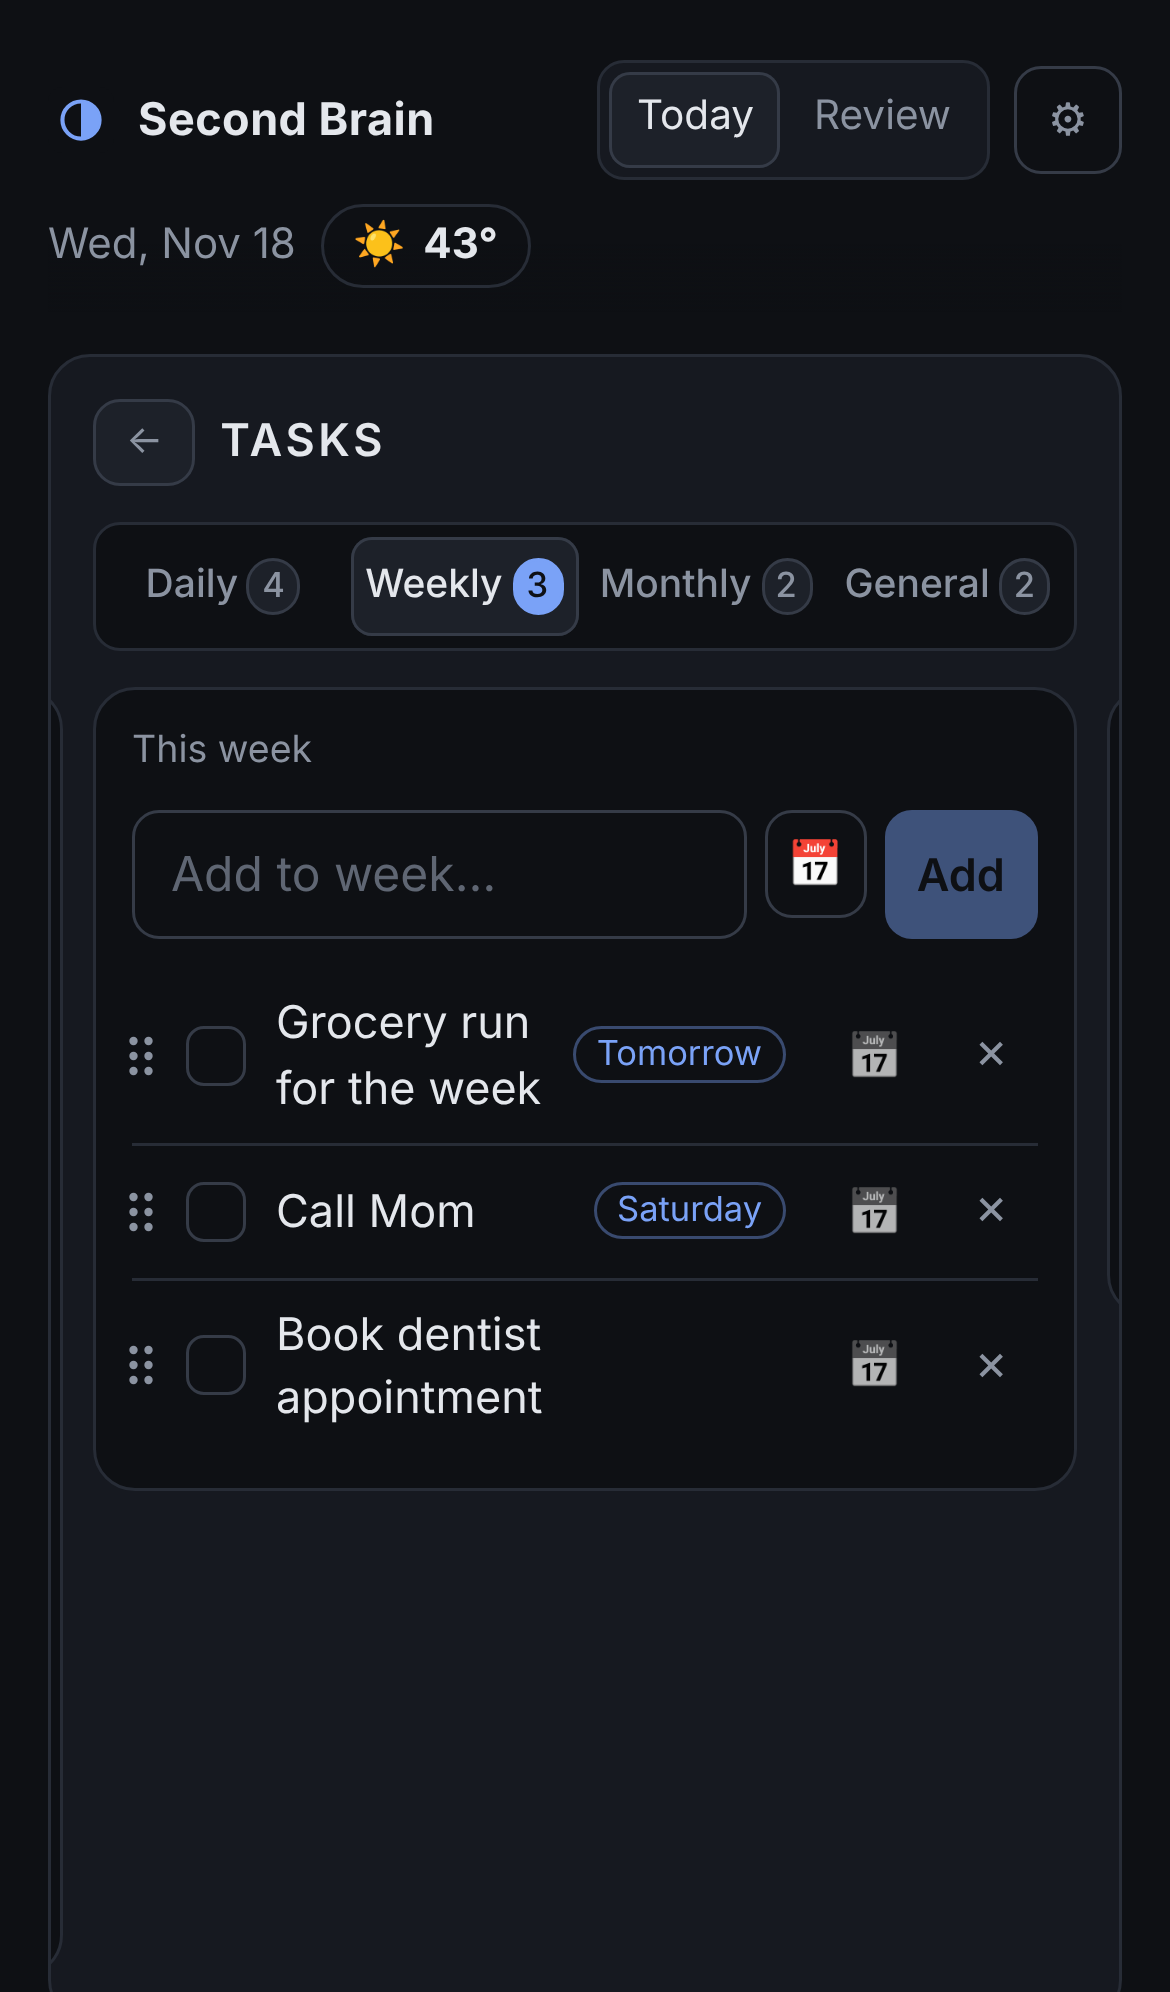 Second Brain
Today
Review
Wed, Nov 18
43°
TASKS
Daily 4
Weekly 3
Monthly 2
General 2
This week
Add to week...
July
17
Add
Grocery run
for the week
Tomorrow
July
17
Call Mom
Saturday
July
17
Book dentist
appointment
July
17